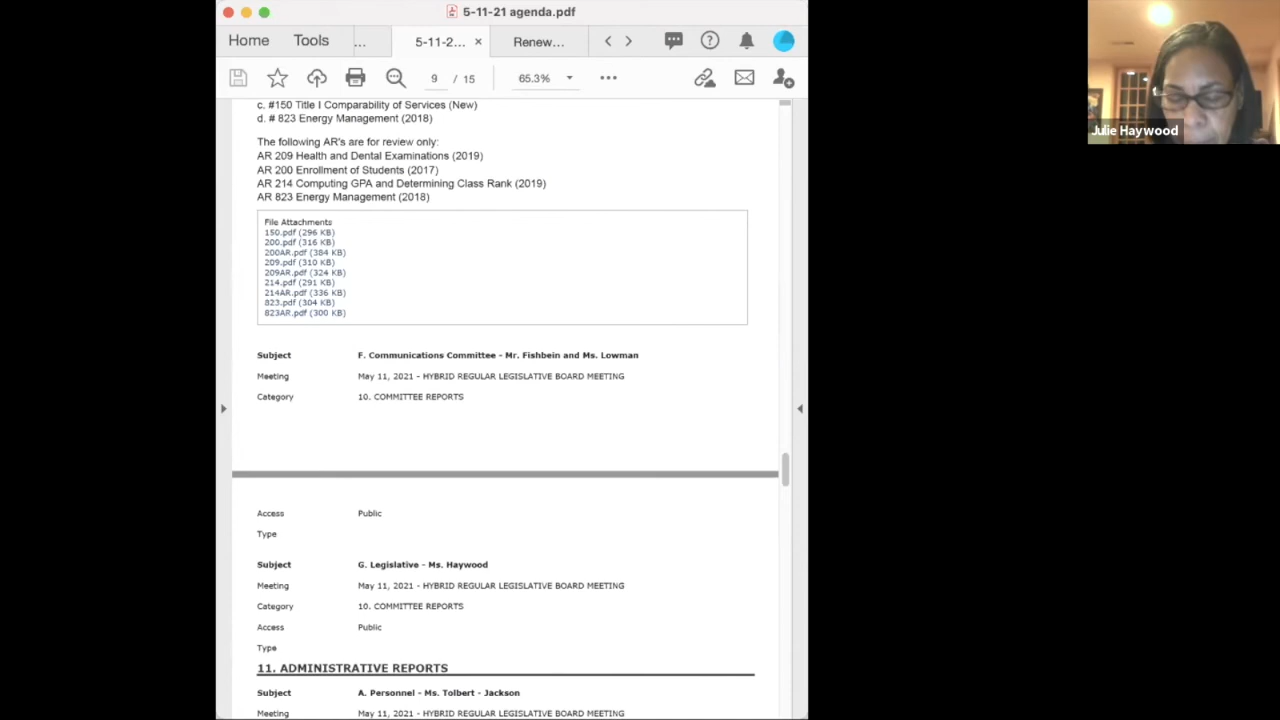 5-11-21 agenda.pdf
Home Tools ... 5-11-2... × Renew...
9 / 15 65.3%
c. #150 Title I Comparability of Services (New)
d. # 823 Energy Management (2018)
The following AR's are for review only:
AR 209 Health and Dental Examinations (2019)
AR 200 Enrollment of Students (2017)
AR 214 Computing GPA and Determining Class Rank (2019)
AR 823 Energy Management (2018)
File Attachments
150.pdf (296 KB)
200.pdf (316 KB)
200AR.pdf (384 KB)
209.pdf (310 KB)
209AR.pdf (324 KB)
214.pdf (291 KB)
214AR.pdf (336 KB)
823.pdf (304 KB)
823AR.pdf (300 KB)
Subject F. Communications Committee - Mr. Fishbein and Ms. Lowman
Meeting May 11, 2021 - HYBRID REGULAR LEGISLATIVE BOARD MEETING
Category 10. COMMITTEE REPORTS
Access Public
Type
Subject G. Legislative - Ms. Haywood
Meeting May 11, 2021 - HYBRID REGULAR LEGISLATIVE BOARD MEETING
Category 10. COMMITTEE REPORTS
Access Public
Type
11. ADMINISTRATIVE REPORTS
Subject A. Personnel - Ms. Tolbert - Jackson
Meeting May 11, 2021 - HYBRID REGULAR LEGISLATIVE BOARD MEETING
Julie Haywood